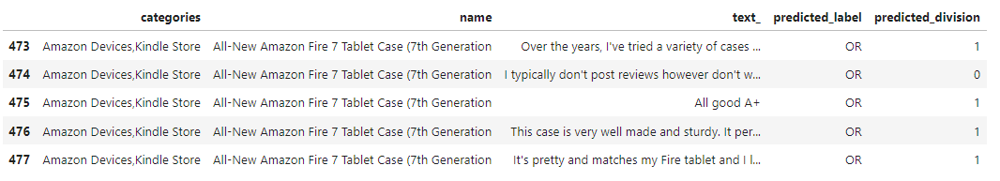 categories name text_ predicted_label predicted_division
473 Amazon Devices,Kindle Store All-New Amazon Fire 7 Tablet Case (7th Generation Over the years, I've tried a variety of cases ... OR 1
474 Amazon Devices,Kindle Store All-New Amazon Fire 7 Tablet Case (7th Generation I typically don't post reviews however don't w... OR 0
475 Amazon Devices,Kindle Store All-New Amazon Fire 7 Tablet Case (7th Generation All good A+ OR 1
476 Amazon Devices,Kindle Store All-New Amazon Fire 7 Tablet Case (7th Generation This case is very well made and sturdy. It per... OR 1
477 Amazon Devices,Kindle Store All-New Amazon Fire 7 Tablet Case (7th Generation It's pretty and matches my Fire tablet and I l... OR 1